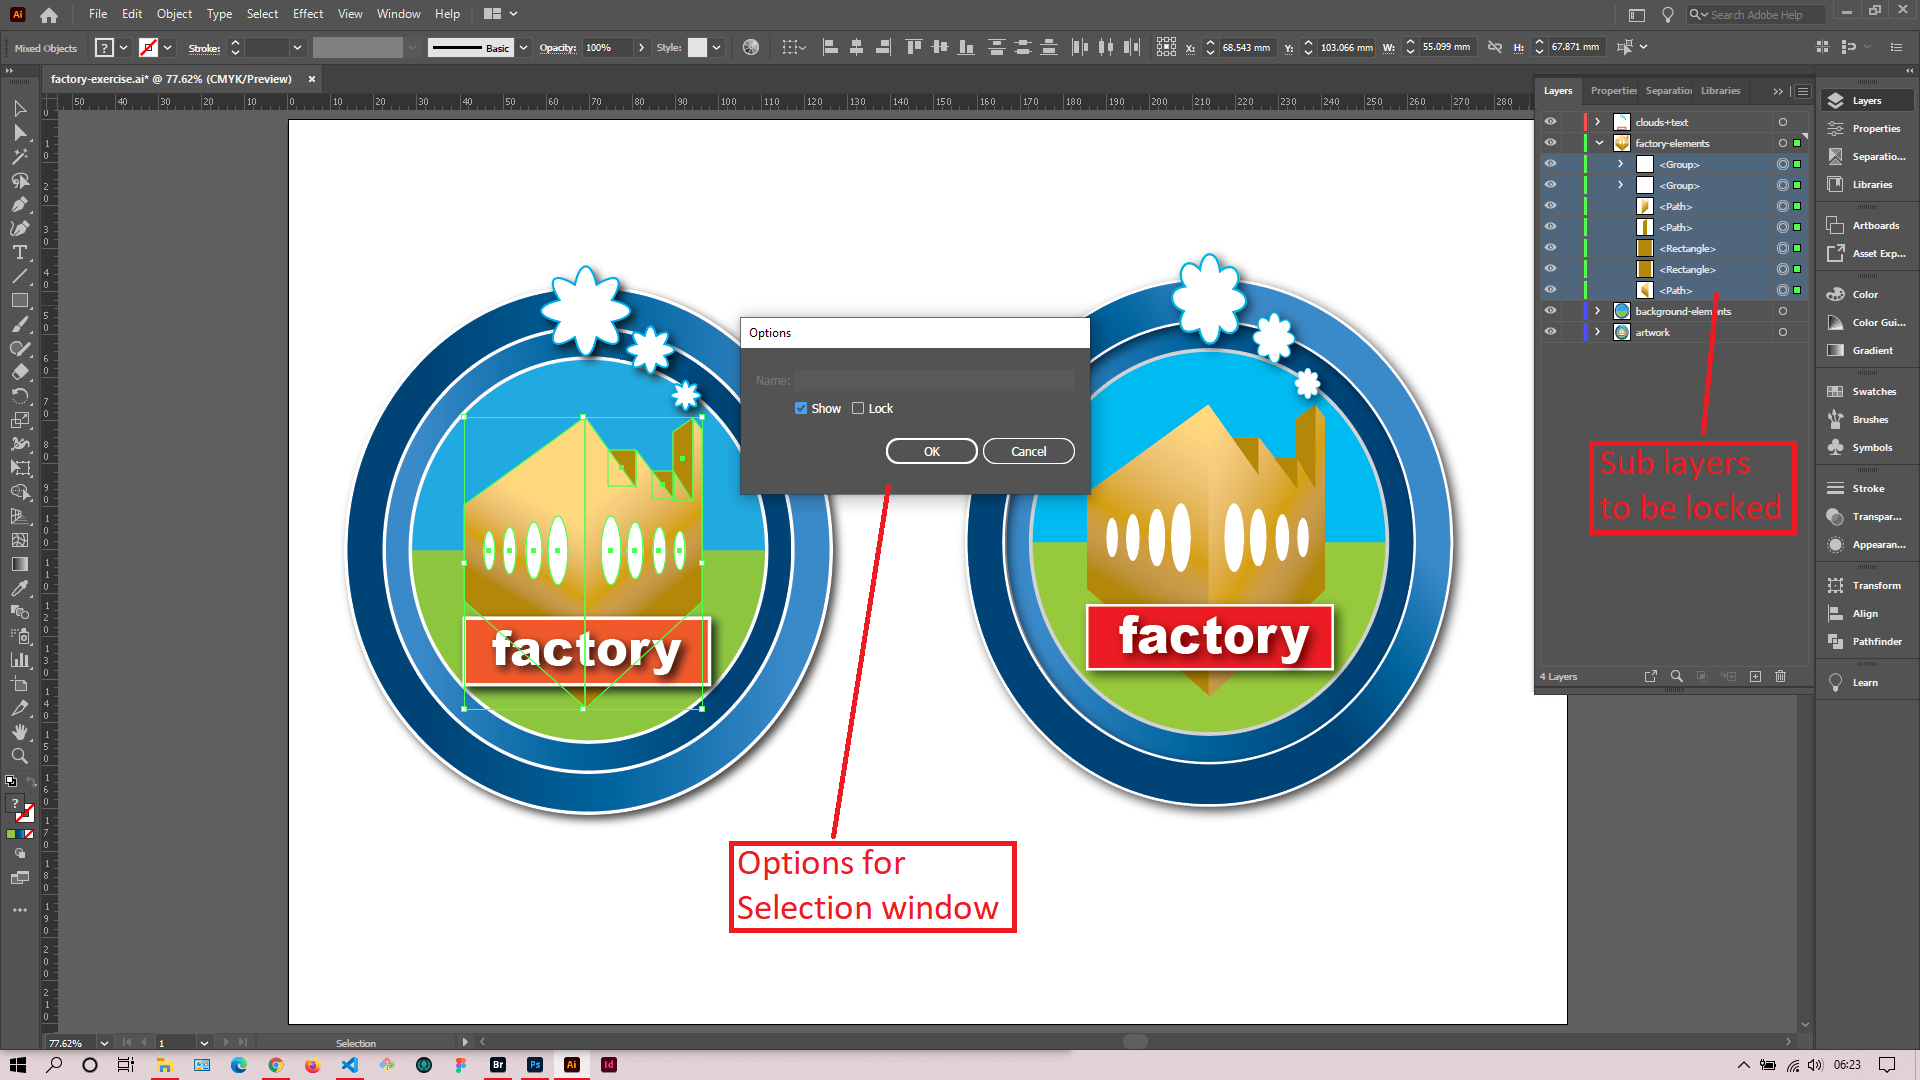 Ai File Edit Object Type Select Effect View Window Help Search Adobe Help
Mixed Objects ? Stroke: Basic Opacity: 100% Style: X: 68.543 mm Y: 103.066 mm W: 55.099 mm H: 67.871 mm
factory-exercise.ai* @ 77.62% (CMYK/Preview) ×
50 40 30 20 10 0 10 20 30 40 50 60 70 80 90 100 110 120 130 140 150 160 170 180 190 200 210 220 230 240 250 260 270 280
Layers Properties Separation Libraries
clouds+text
factory-elements
<Group>
<Group>
<Path>
<Path>
<Rectangle>
<Rectangle>
<Path>
background-elements
artwork
4 Layers
Layers
Properties
Separatio...
Libraries
Artboards
Asset Exp...
Color
Color Gui...
Gradient
Swatches
Brushes
Symbols
Stroke
Transpar...
Appearan...
Transform
Align
Pathfinder
Learn
Options
Name:
Show Lock
OK Cancel
Sub layers
to be locked
factory
factory
Options for
Selection window
77.62% 1 Selection
Br Ps Ai Id 06:23